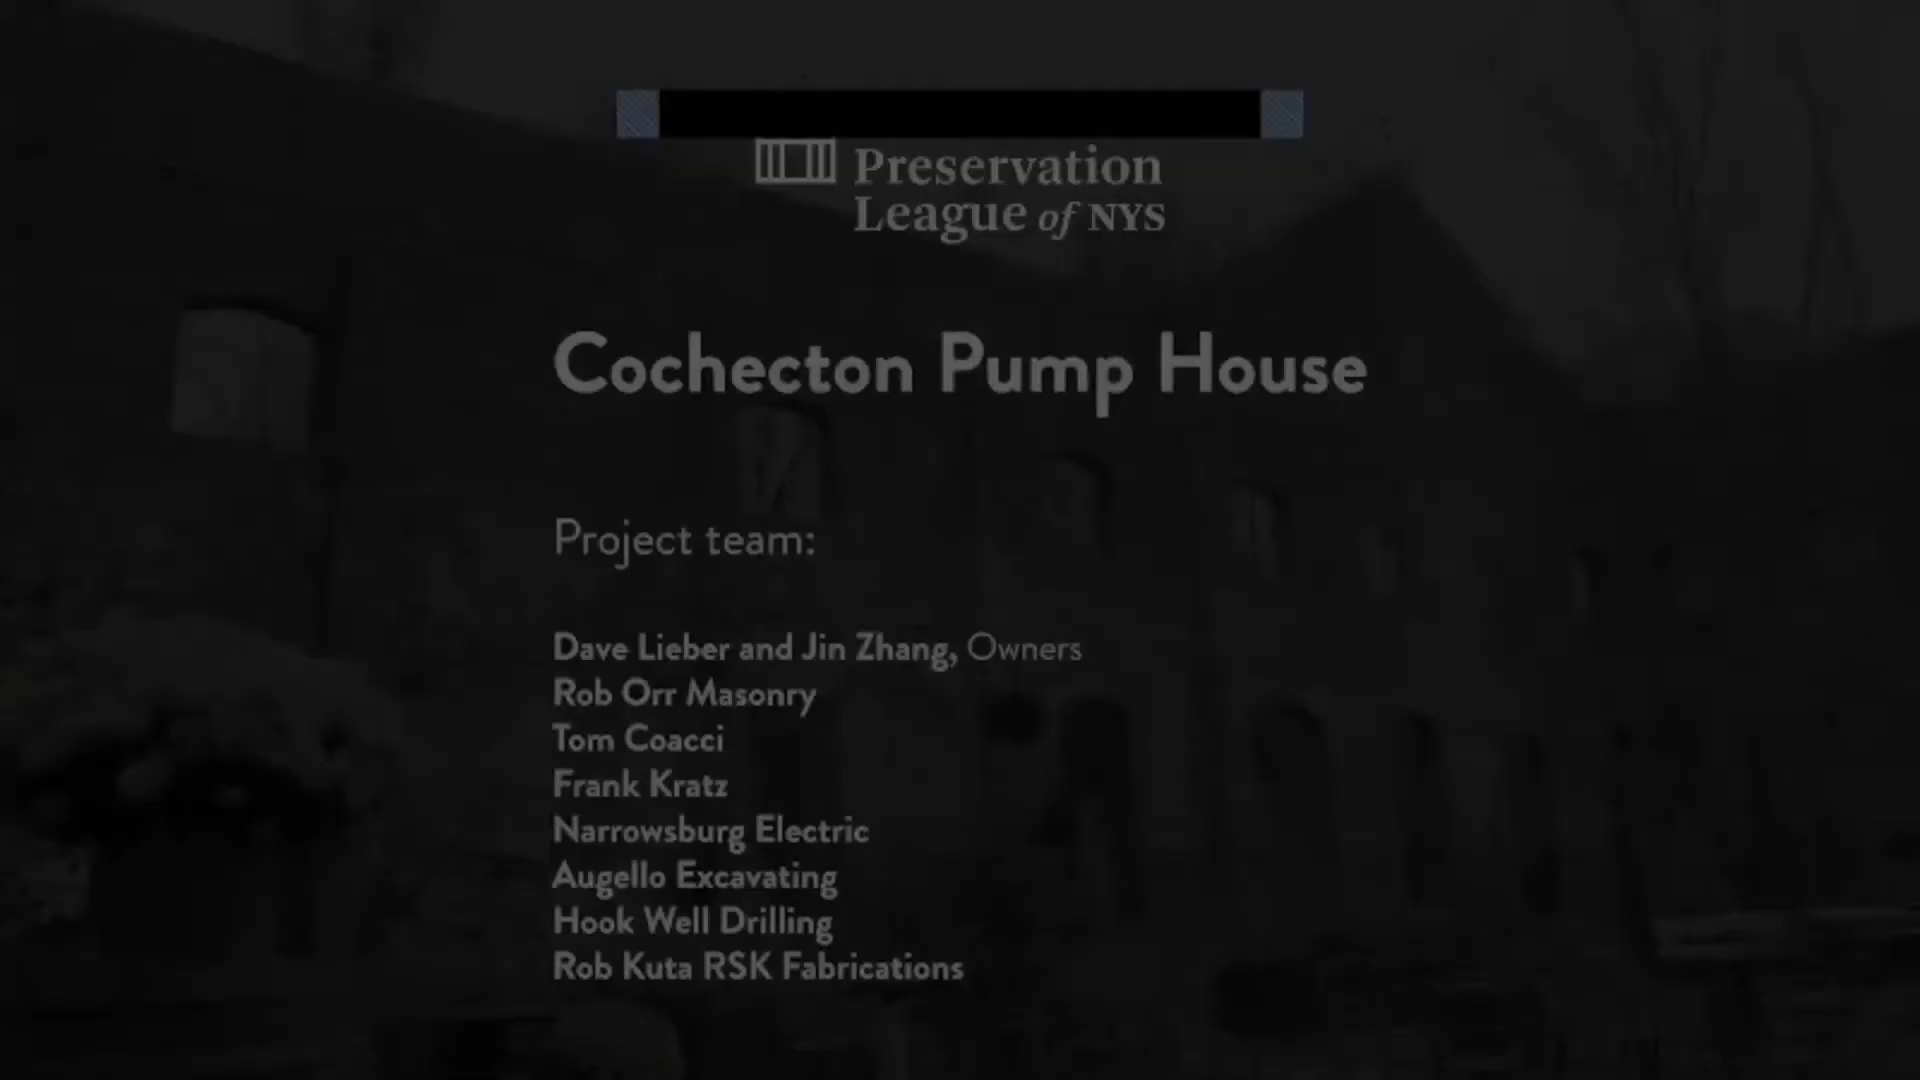 Preservation
League of NYS
Cochecton Pump House
Project team:
Dave Lieber and Jin Zhang, Owners
Rob Orr Masonry
Tom Coacci
Frank Kratz
Narrowsburg Electric
Augello Excavating
Hook Well Drilling
Rob Kuta RSK Fabrications